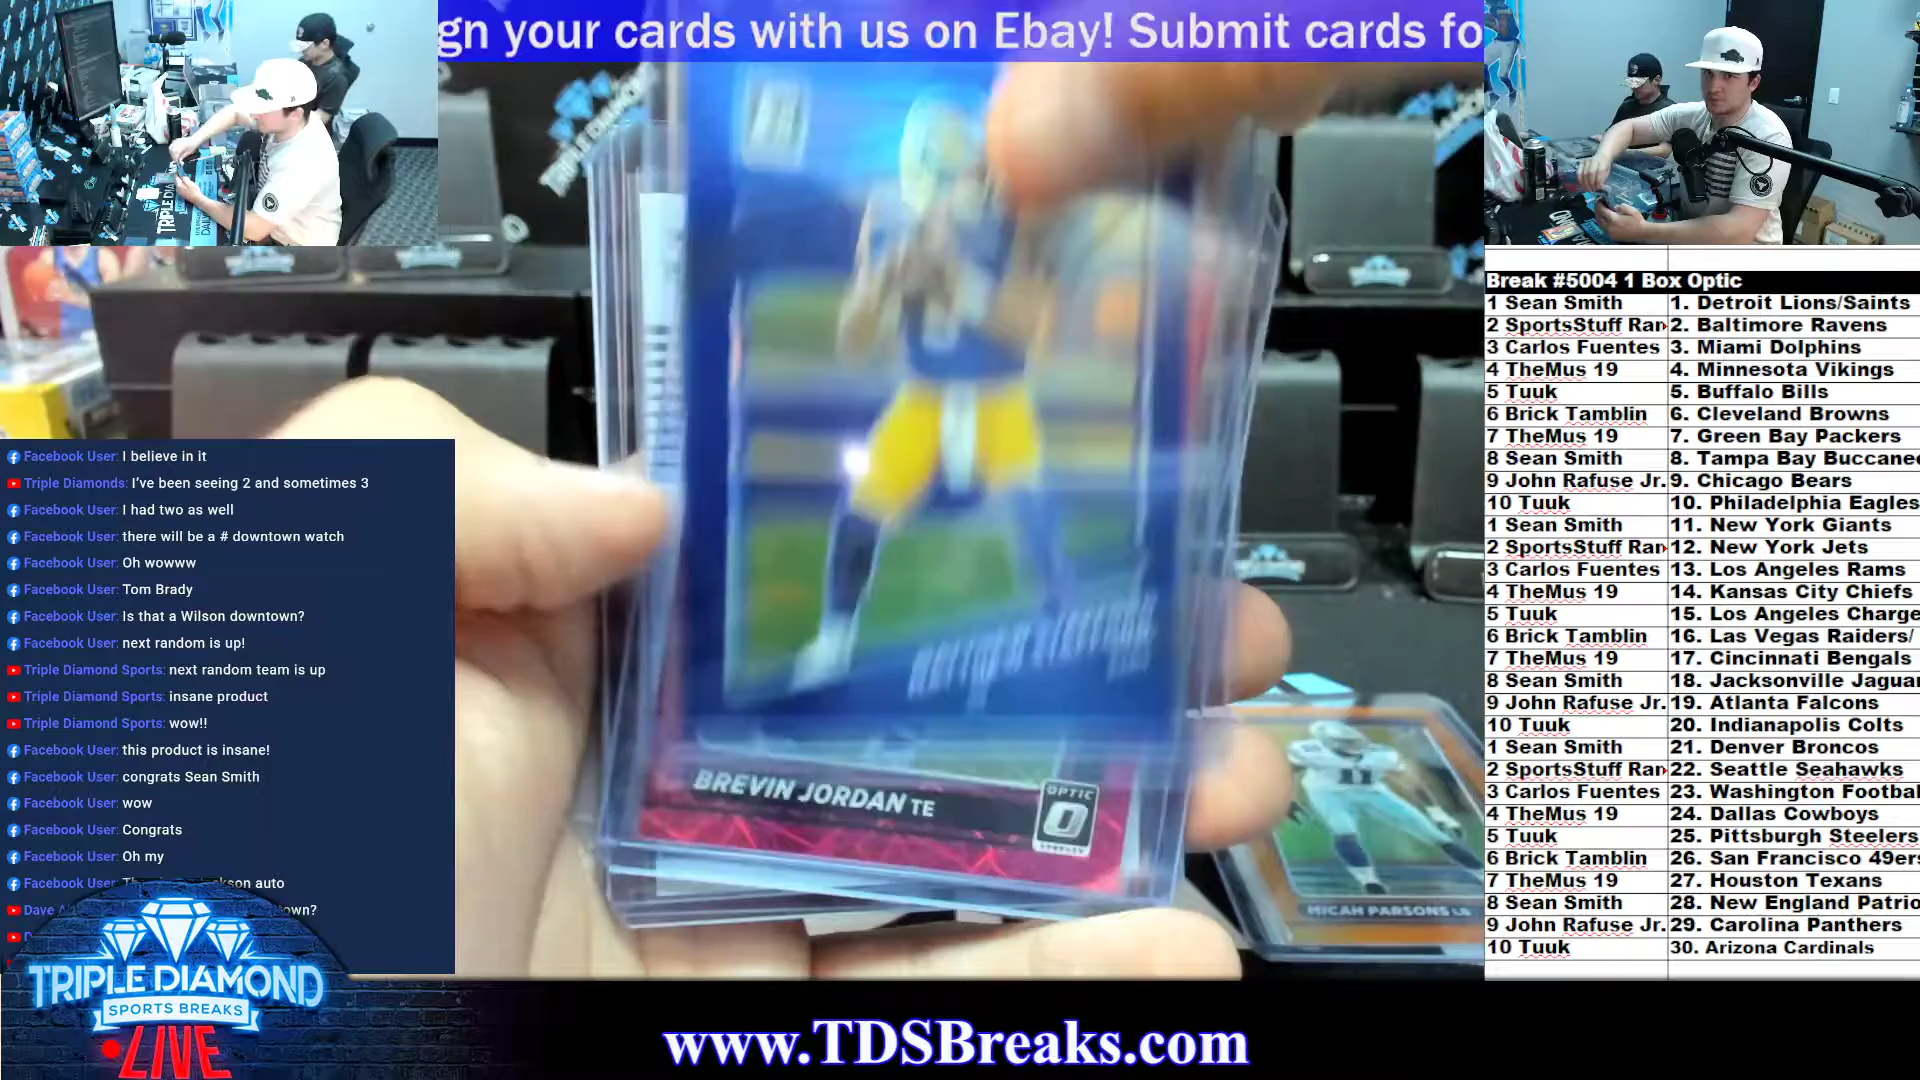 gn your cards with us on Ebay! Submit cards fo
TRIPLE DIAMOND
Break #5004 1 Box Optic
1 Sean Smith 1. Detroit Lions/Saints
2 SportsStuff Ran 2. Baltimore Ravens
3 Carlos Fuentes 3. Miami Dolphins
4 TheMus 19 4. Minnesota Vikings
5 Tuuk 5. Buffalo Bills
6 Brick Tamblin 6. Cleveland Browns
7 TheMus 19 7. Green Bay Packers
8 Sean Smith 8. Tampa Bay Buccanee
9 John Rafuse Jr. 9. Chicago Bears
10 Tuuk 10. Philadelphia Eagles
1 Sean Smith 11. New York Giants
2 SportsStuff Ran 12. New York Jets
3 Carlos Fuentes 13. Los Angeles Rams
4 TheMus 19 14. Kansas City Chiefs
5 Tuuk 15. Los Angeles Charge
6 Brick Tamblin 16. Las Vegas Raiders/
7 TheMus 19 17. Cincinnati Bengals
8 Sean Smith 18. Jacksonville Jaguar
9 John Rafuse Jr. 19. Atlanta Falcons
10 Tuuk 20. Indianapolis Colts
1 Sean Smith 21. Denver Broncos
2 SportsStuff Ran 22. Seattle Seahawks
3 Carlos Fuentes 23. Washington Footbal
4 TheMus 19 24. Dallas Cowboys
5 Tuuk 25. Pittsburgh Steelers
6 Brick Tamblin 26. San Francisco 49ers
7 TheMus 19 27. Houston Texans
8 Sean Smith 28. New England Patrio
9 John Rafuse Jr. 29. Carolina Panthers
10 Tuuk 30. Arizona Cardinals
Facebook User: I believe in it
Triple Diamonds: I've been seeing 2 and sometimes 3
Facebook User: I had two as well
Facebook User: there will be a # downtown watch
Facebook User: Oh wowww
Facebook User: Tom Brady
Facebook User: Is that a Wilson downtown?
Facebook User: next random is up!
Triple Diamond Sports: next random team is up
Triple Diamond Sports: insane product
Triple Diamond Sports: wow!!
Facebook User: this product is insane!
Facebook User: congrats Sean Smith
Facebook User: wow
Facebook User: Congrats
Facebook User: Oh my
Facebook User: kson auto
Dave own?
BREVIN JORDAN TE
OPTIC
MICAH PARSONS LB
11
TRIPLE DIAMOND
SPORTS BREAKS
LIVE
www.TDSBreaks.com